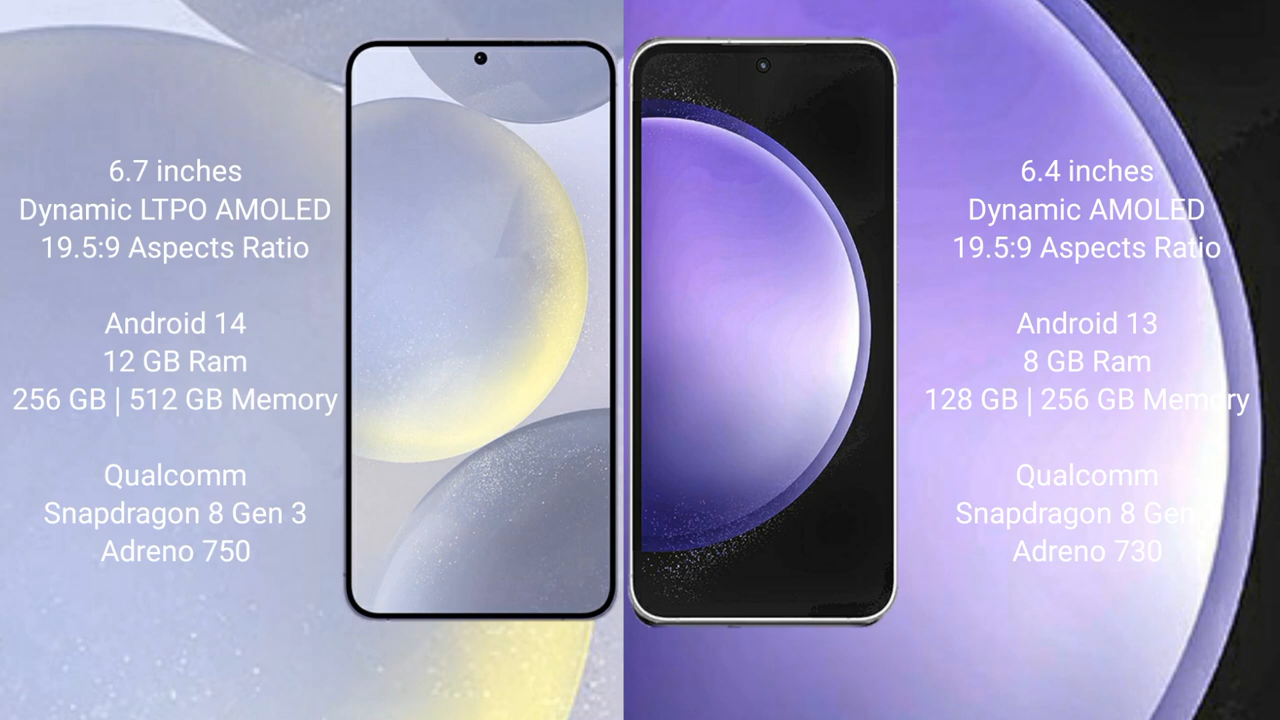 6.7 inches
Dynamic LTPO AMOLED
19.5:9 Aspects Ratio
Android 14
12 GB Ram
256 GB | 512 GB Memory
Qualcomm
Snapdragon 8 Gen 3
Adreno 750
6.4 inches
Dynamic AMOLED
19.5:9 Aspects Ratio
Android 13
8 GB Ram
128 GB | 256 GB Memory
Qualcomm
Snapdragon 8 Gen
Adreno 730